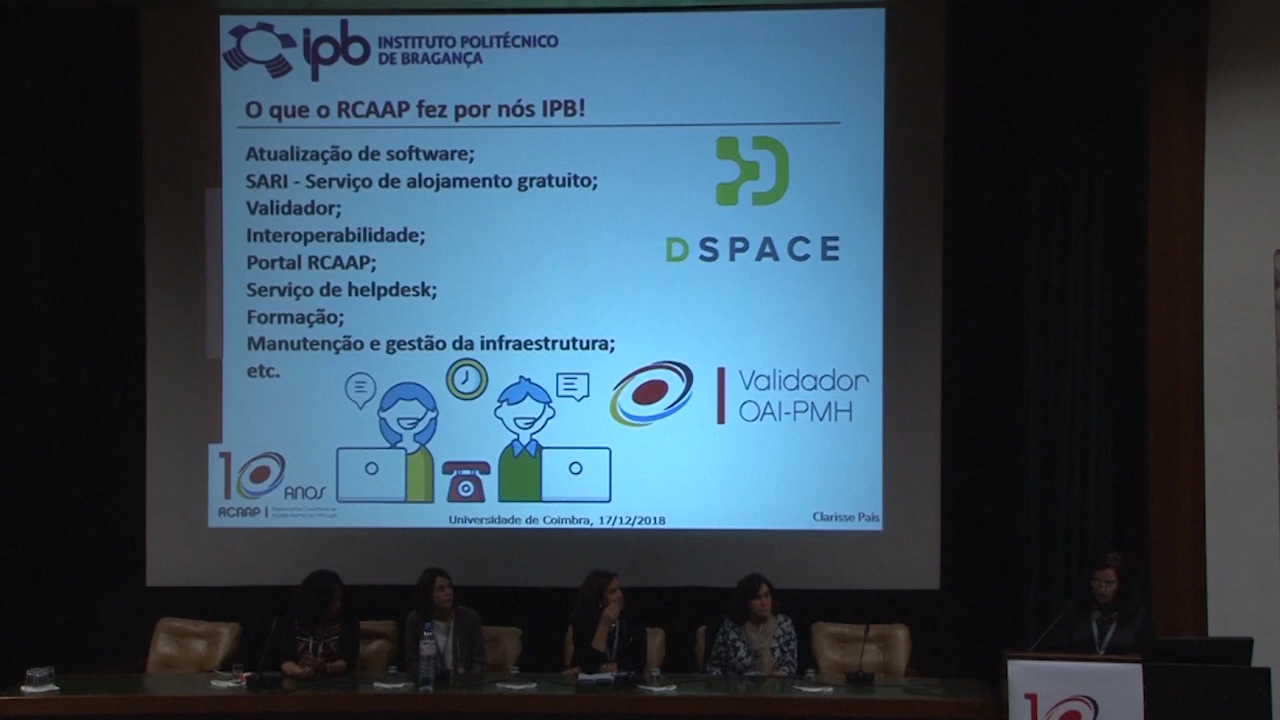 ipb INSTITUTO POLITÉCNICO
DE BRAGANÇA
O que o RCAAP fez por nós IPB!
Atualização de software;
SARI - Serviço de alojamento gratuito;
Validador;
Interoperabilidade;
Portal RCAAP;
Serviço de helpdesk;
Formação;
Manutenção e gestão da infraestrutura;
etc.
DSPACE
Validador
OAI-PMH
10 ANOS
RCAAP
Universidade de Coimbra, 17/12/2018
Clarisse Pais
10